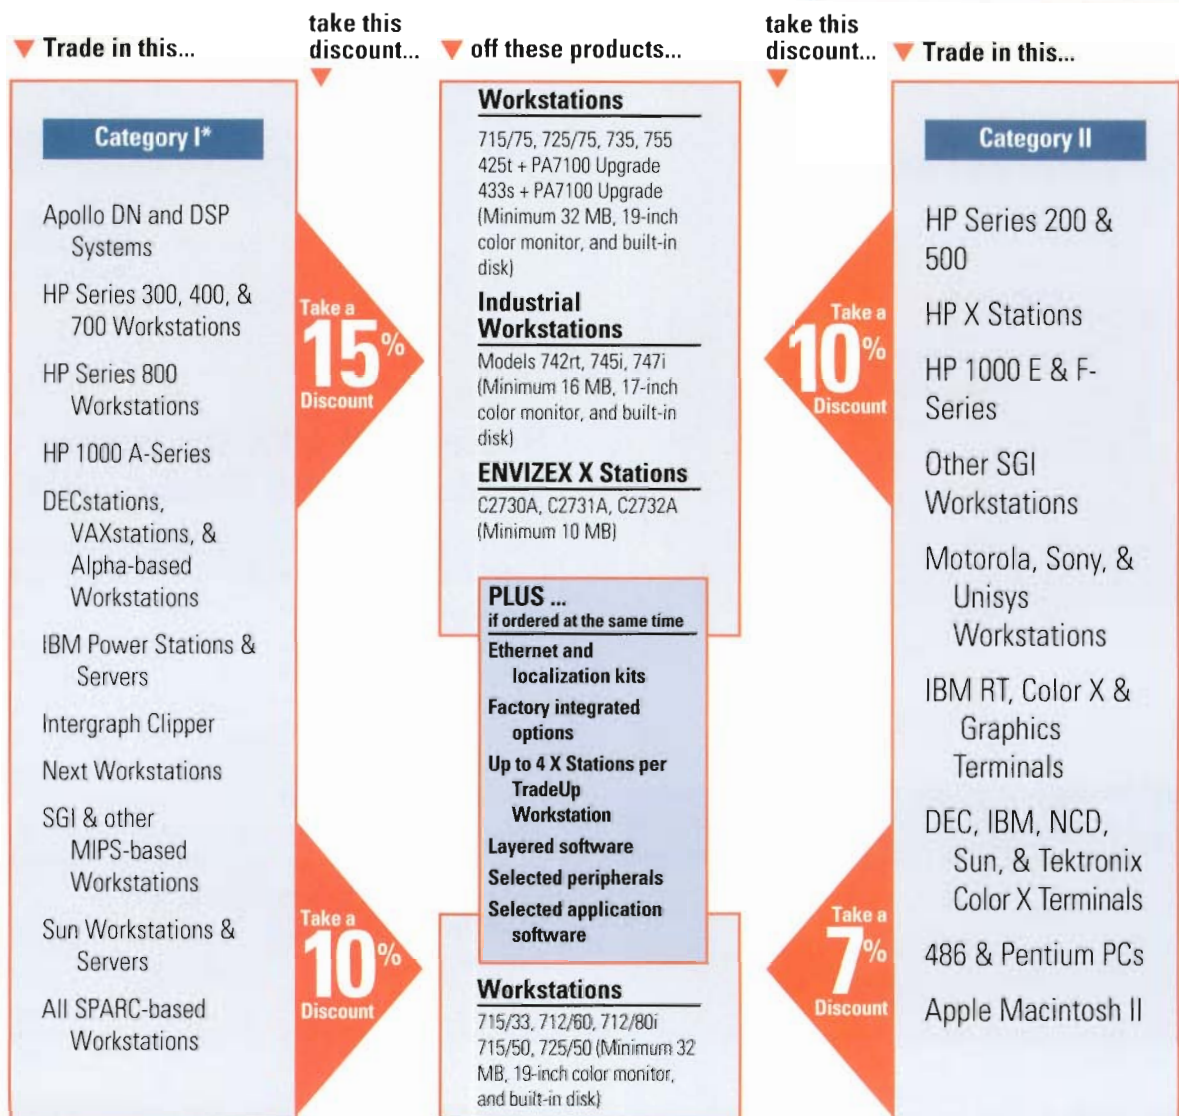 ▼ Trade in this...
take this
discount...
▼
▼ off these products...
take this
discount...
▼
▼ Trade in this...
Category I*
Apollo DN and DSP
Systems
HP Series 300, 400, &
700 Workstations
HP Series 800
Workstations
HP 1000 A-Series
DECstations,
VAXstations, &
Alpha-based
Workstations
IBM Power Stations &
Servers
Intergraph Clipper
Next Workstations
SGI & other
MIPS-based
Workstations
Sun Workstations &
Servers
All SPARC-based
Workstations
Take a
15%
Discount
Take a
10%
Discount
Workstations
715/75, 725/75, 735, 755
425t + PA7100 Upgrade
433s + PA7100 Upgrade
(Minimum 32 MB, 19-inch
color monitor, and built-in
disk)
Industrial
Workstations
Models 742rt, 745i, 747i
(Minimum 16 MB, 17-inch
color monitor, and built-in
disk)
ENVIZEX X Stations
C2730A, C2731A, C2732A
(Minimum 10 MB)
PLUS ...
if ordered at the same time
Ethernet and
localization kits
Factory integrated
options
Up to 4 X Stations per
TradeUp
Workstation
Layered software
Selected peripherals
Selected application
software
Workstations
715/33, 712/60, 712/80i
715/50, 725/50 (Minimum 32
MB, 19-inch color monitor,
and built-in disk)
Take a
10%
Discount
Take a
7%
Discount
Category II
HP Series 200 &
500
HP X Stations
HP 1000 E & F-
Series
Other SGI
Workstations
Motorola, Sony, &
Unisys
Workstations
IBM RT, Color X &
Graphics
Terminals
DEC, IBM, NCD,
Sun, & Tektronix
Color X Terminals
486 & Pentium PCs
Apple Macintosh II